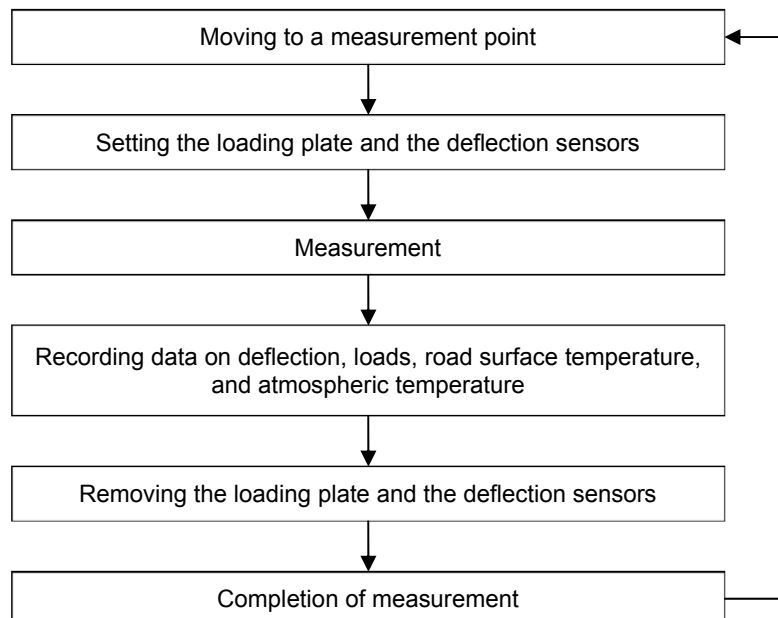 Moving to a measurement point
Setting the loading plate and the deflection sensors
Measurement
Recording data on deflection, loads, road surface temperature,
and atmospheric temperature
Removing the loading plate and the deflection sensors
Completion of measurement